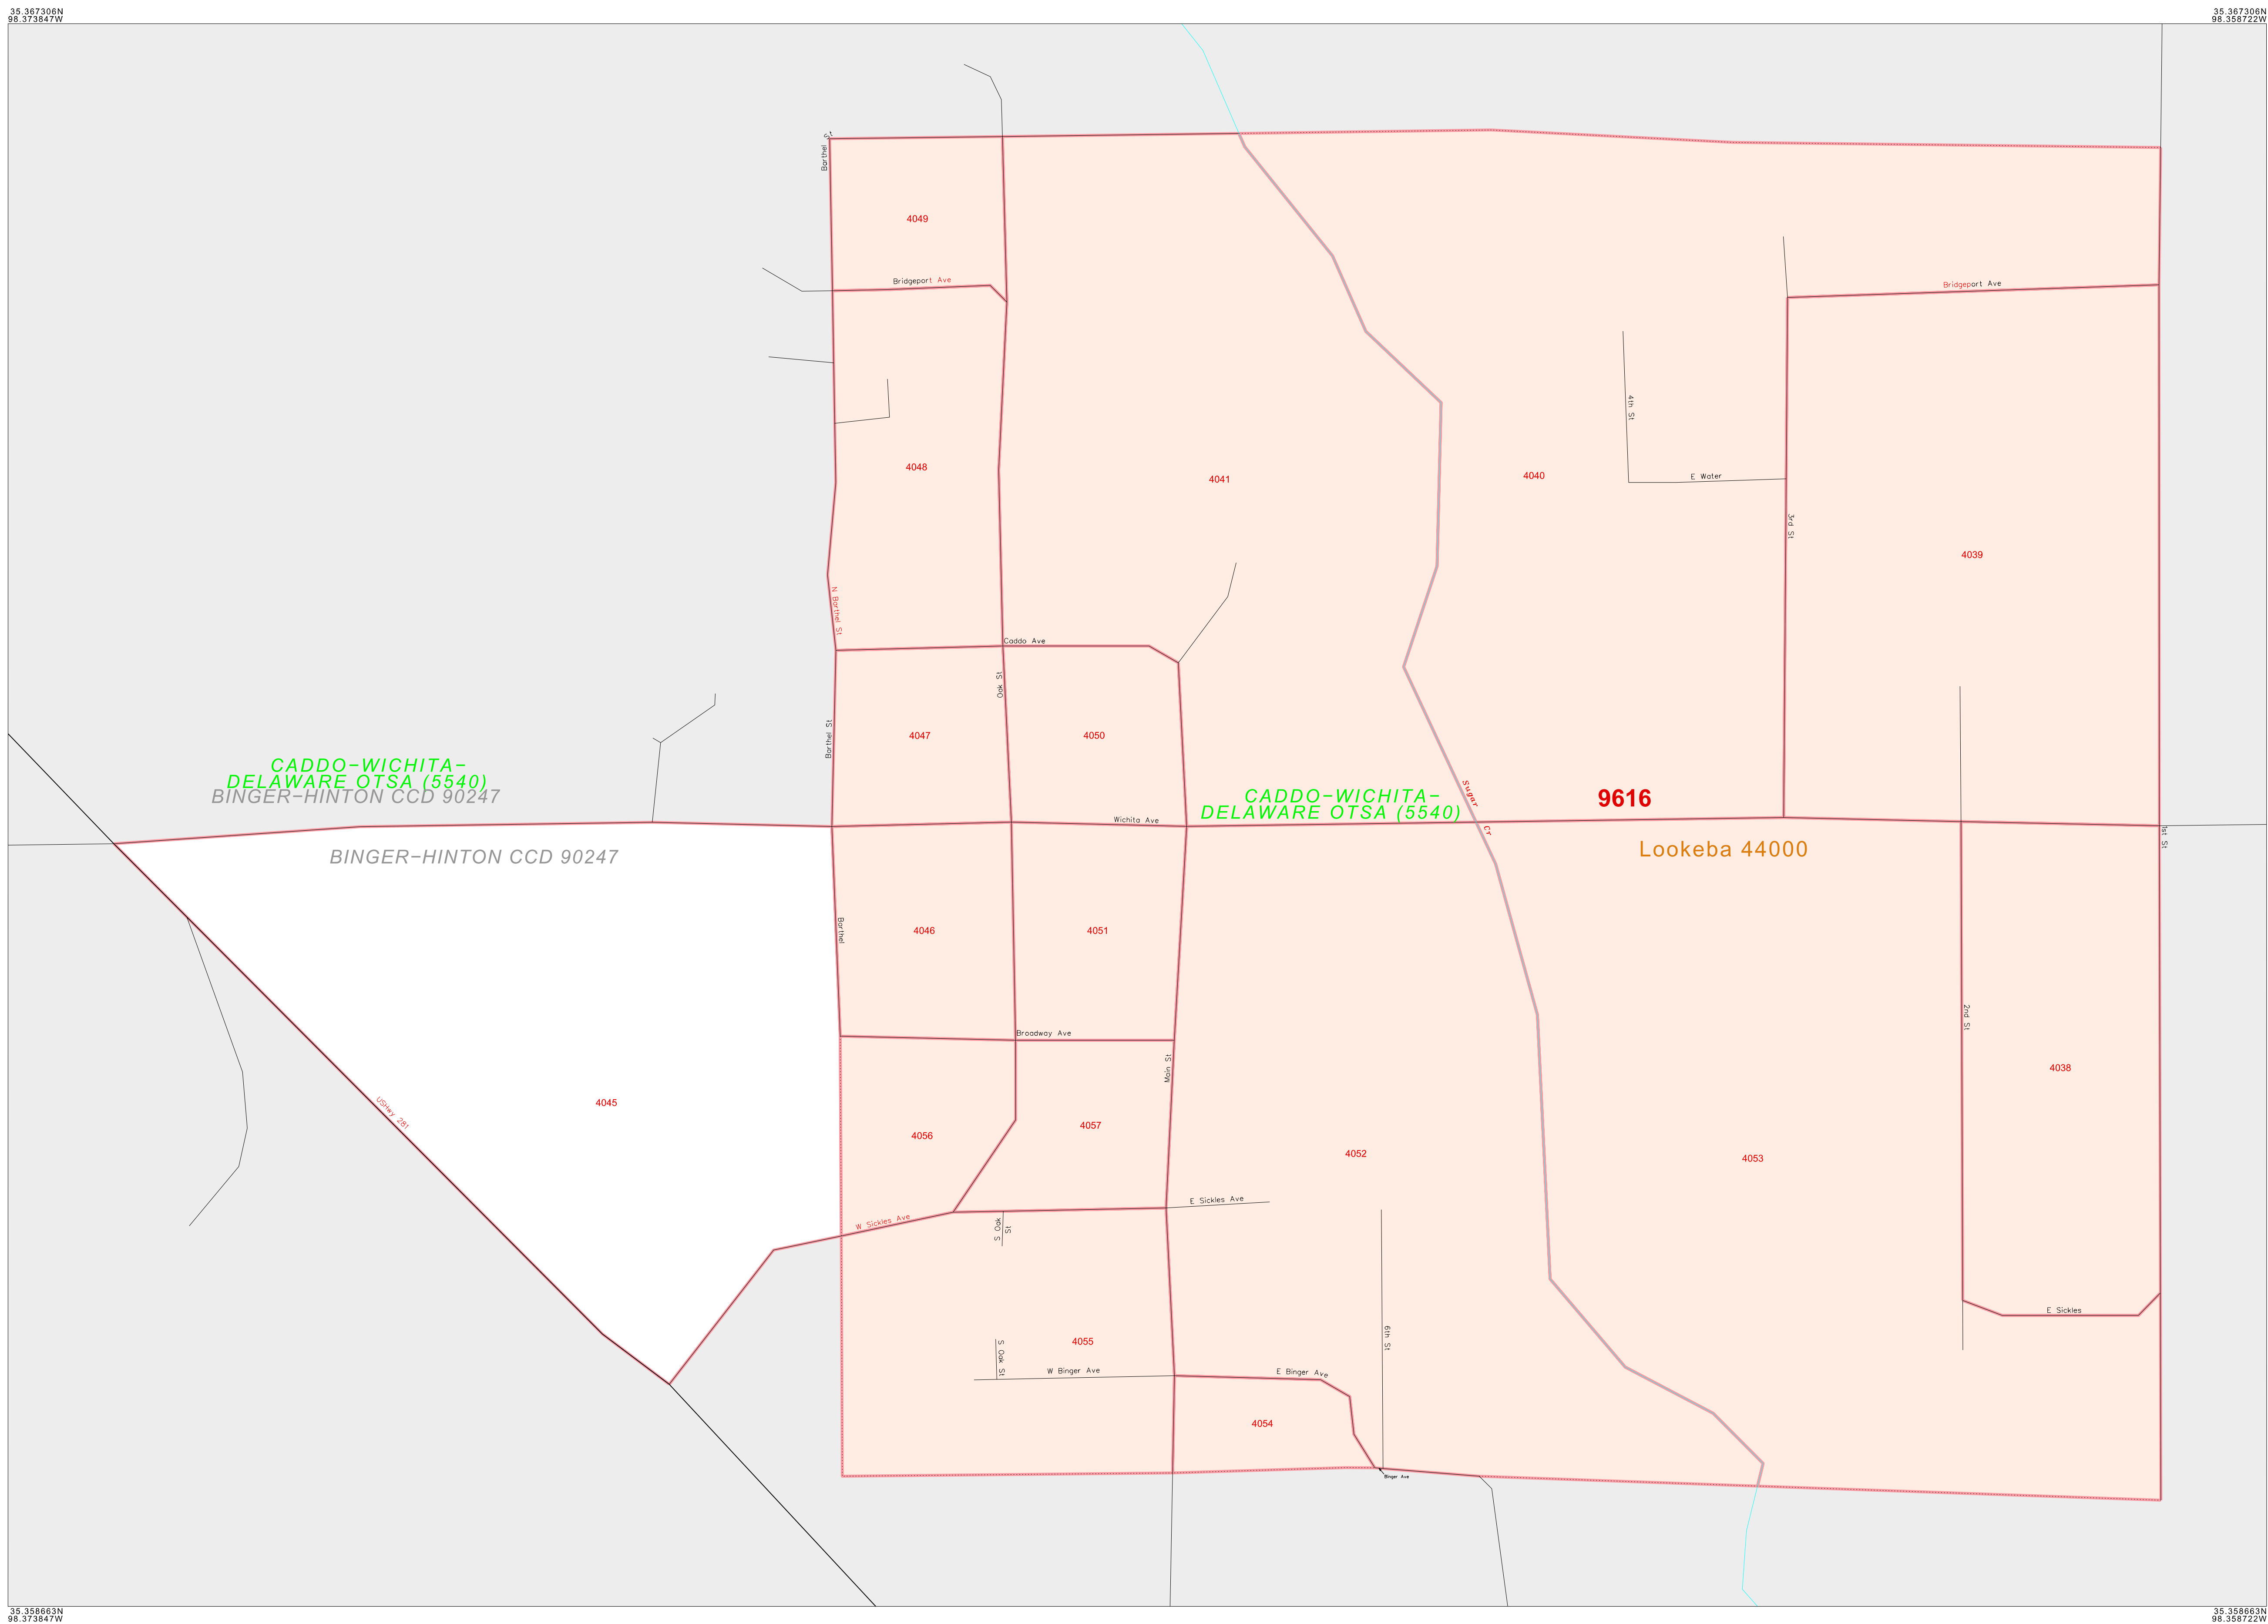 35.367306N
98.373847W
35.367306N
98.358722W
Barthel St
4049
Bridgeport Ave
Bridgeport Ave
4th St
4048
4041
4040
E Water
3rd St
4039
N Barthel St
Caddo Ave
Oak St
Barthel St
4047
4050
CADDO-WICHITA-
DELAWARE OTSA (5540)
BINGER-HINTON CCD 90247
Sugar Cr
CADDO-WICHITA-
DELAWARE OTSA (5540)
9616
Wichita Ave
1st St
BINGER-HINTON CCD 90247
Lookeba 44000
Barthel
4046
4051
2nd St
Broadway Ave
Main St
4038
4045
USHwy 281
4056
4057
4052
4053
W Sickles Ave
E Sickles Ave
S Oak
St
E Sickles
6th St
4055
S Oak St
W Binger Ave
E Binger Ave
4054
Binger Ave
35.358663N
98.373847W
35.358663N
98.358722W